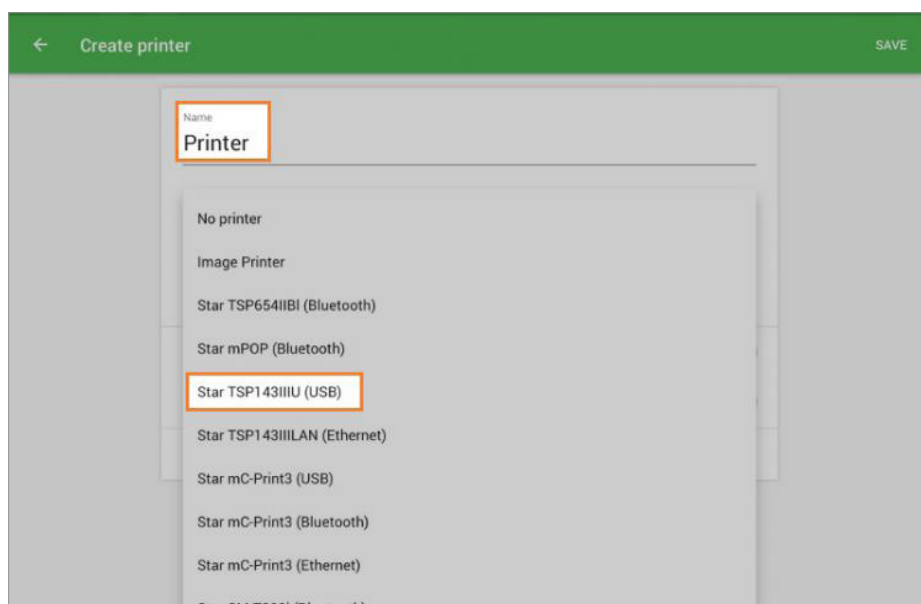 Create printer
SAVE
Name
Printer
No printer
Image Printer
Star TSP654IIBI (Bluetooth)
Star mPOP (Bluetooth)
Star TSP143IIIU (USB)
Star TSP143IIILAN (Ethernet)
Star mC-Print3 (USB)
Star mC-Print3 (Bluetooth)
Star mC-Print3 (Ethernet)